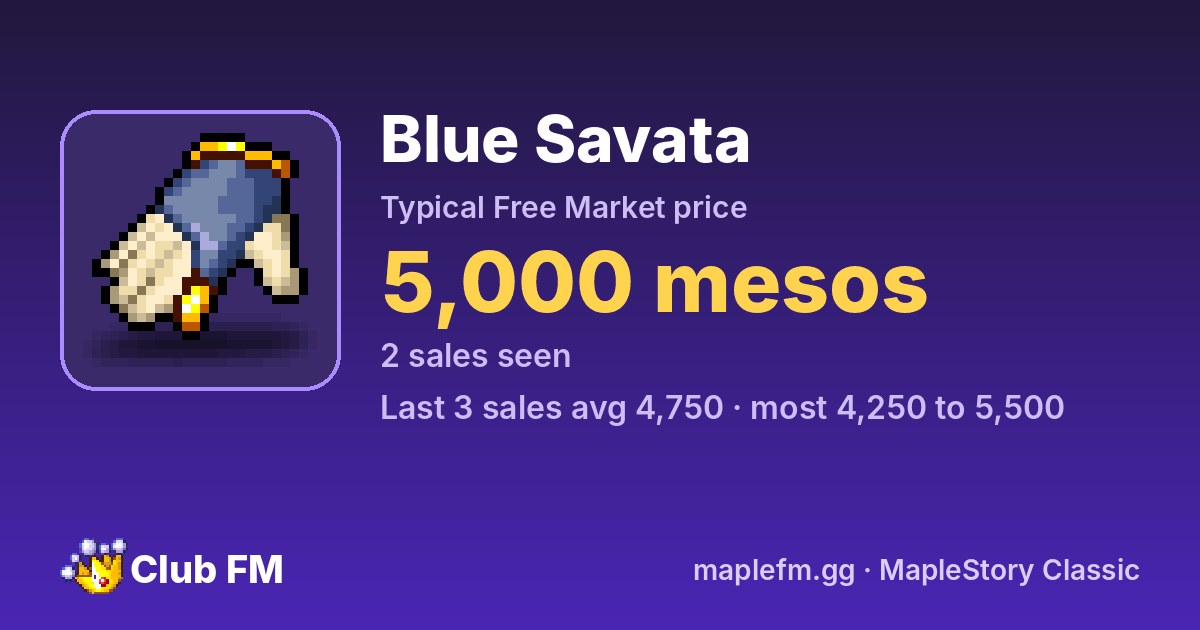 Blue Savata
Typical Free Market price
5,000 mesos
2 sales seen
Last 3 sales avg 4,750 · most 4,250 to 5,500
Club FM
maplefm.gg · MapleStory Classic